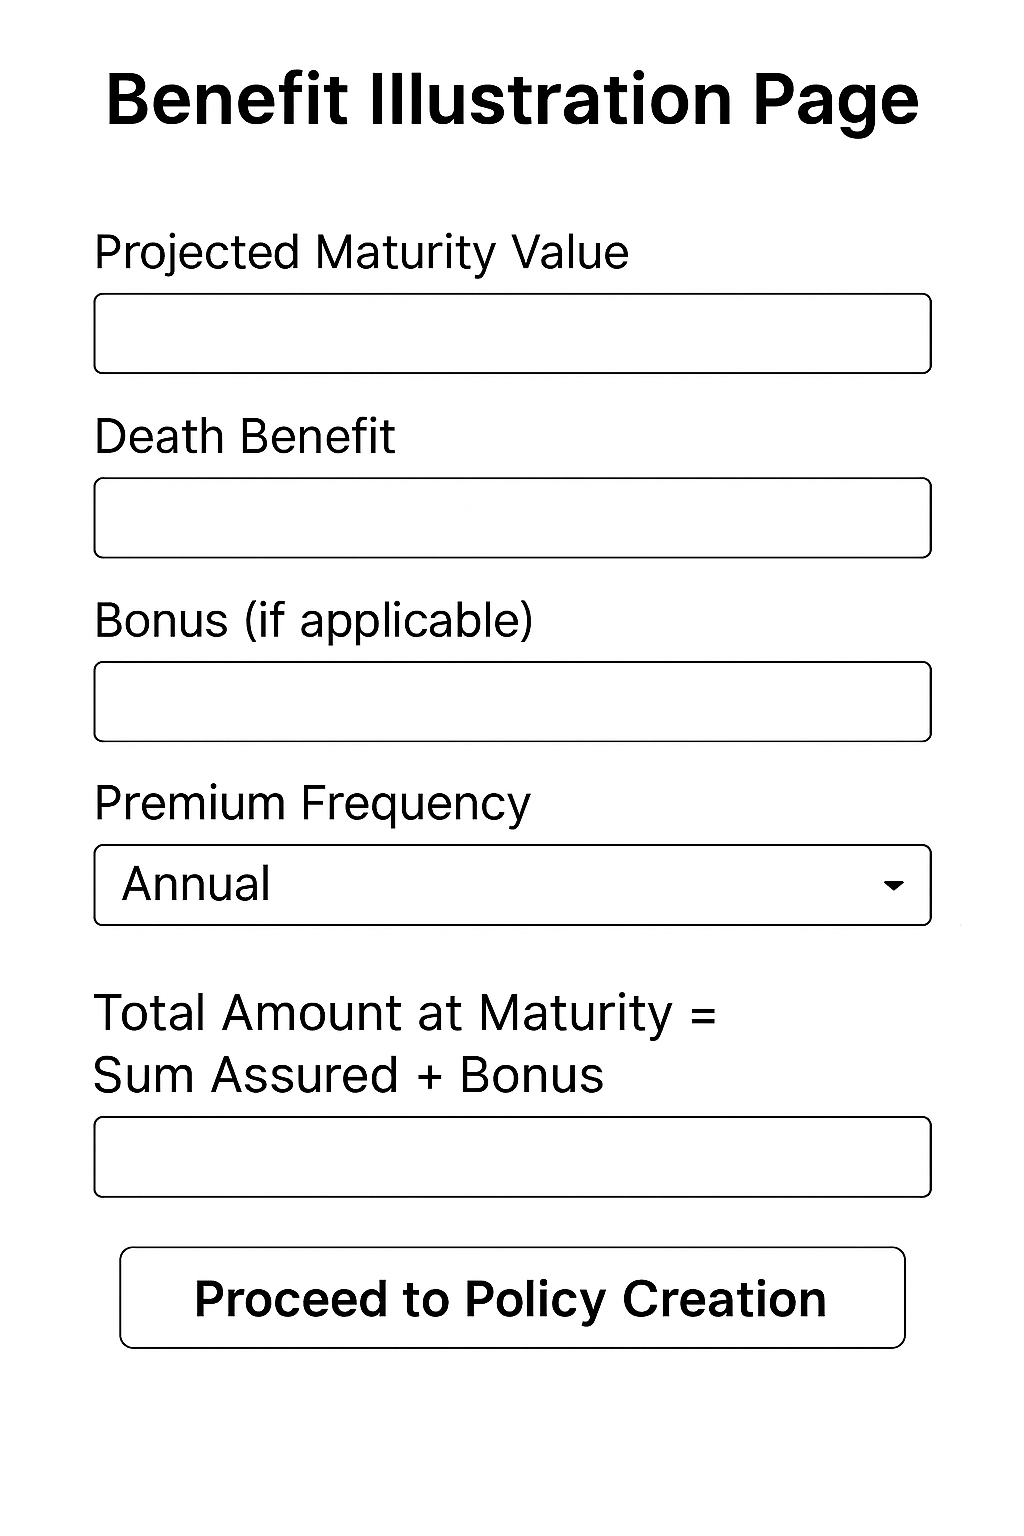 Benefit Illustration Page
Projected Maturity Value
Death Benefit
Bonus (if applicable)
Premium Frequency
Annual
Total Amount at Maturity =
Sum Assured + Bonus
Proceed to Policy Creation